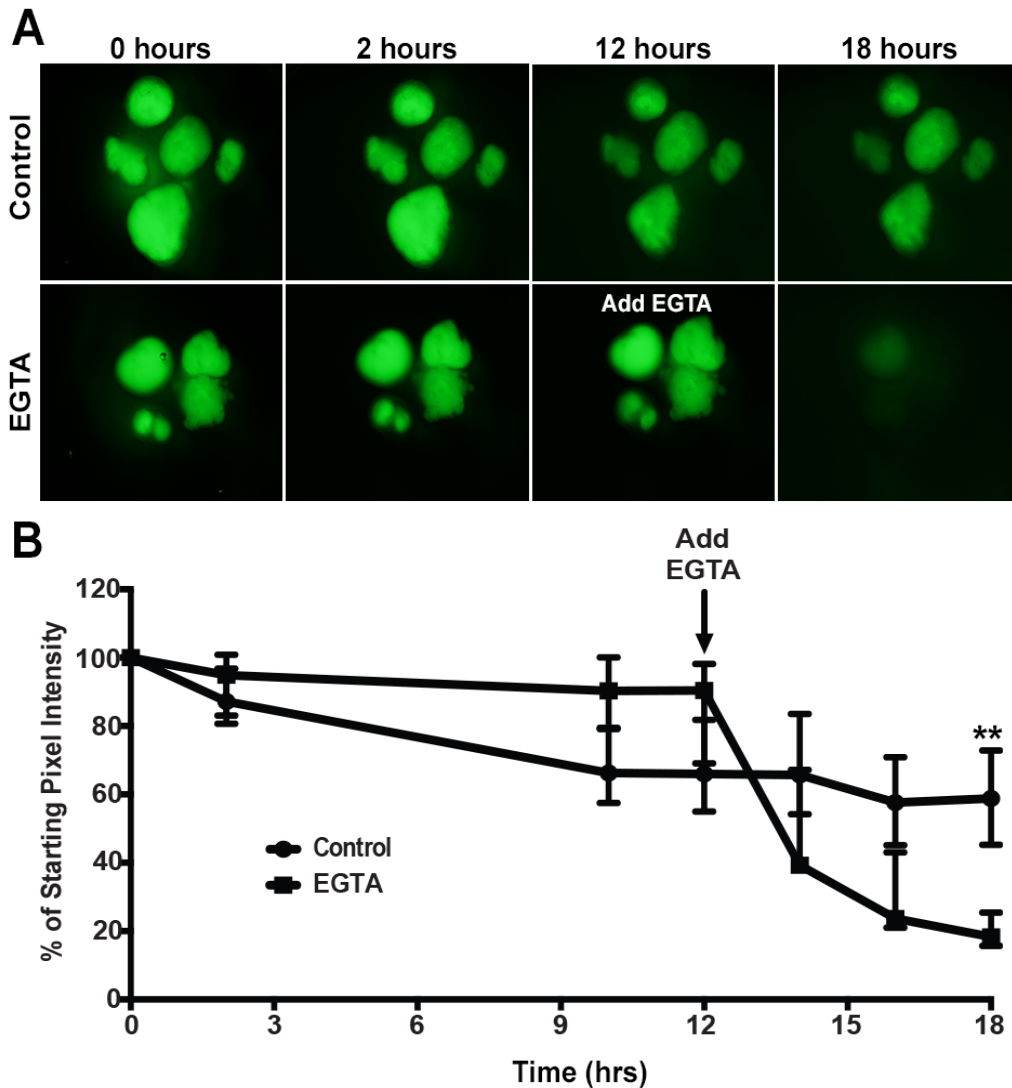 A
0 hours 2 hours 12 hours 18 hours
Control
Add EGTA
EGTA
B
Add
EGTA
% of Starting Pixel Intensity
120
100
80
60
40
20
0
**
Control
EGTA
0 3 6 9 12 15 18
Time (hrs)